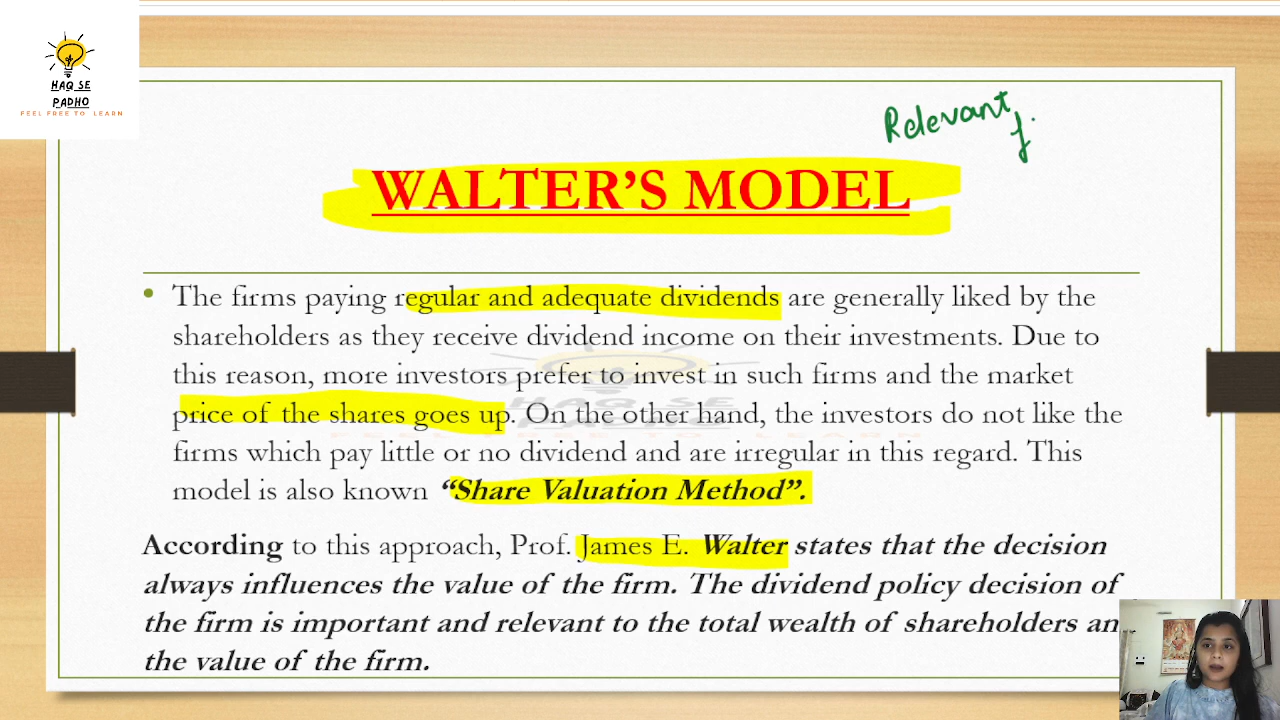 HAQ SE
PADHO
FEEL FREE TO LEARN
Relevant
f.
WALTER'S MODEL
• The firms paying regular and adequate dividends are generally liked by the
shareholders as they receive dividend income on their investments. Due to
this reason, more investors prefer to invest in such firms and the market
price of the shares goes up. On the other hand, the investors do not like the
firms which pay little or no dividend and are irregular in this regard. This
model is also known “Share Valuation Method”.
According to this approach, Prof. James E. Walter states that the decision
always influences the value of the firm. The dividend policy decision of
the firm is important and relevant to the total wealth of shareholders an
the value of the firm.